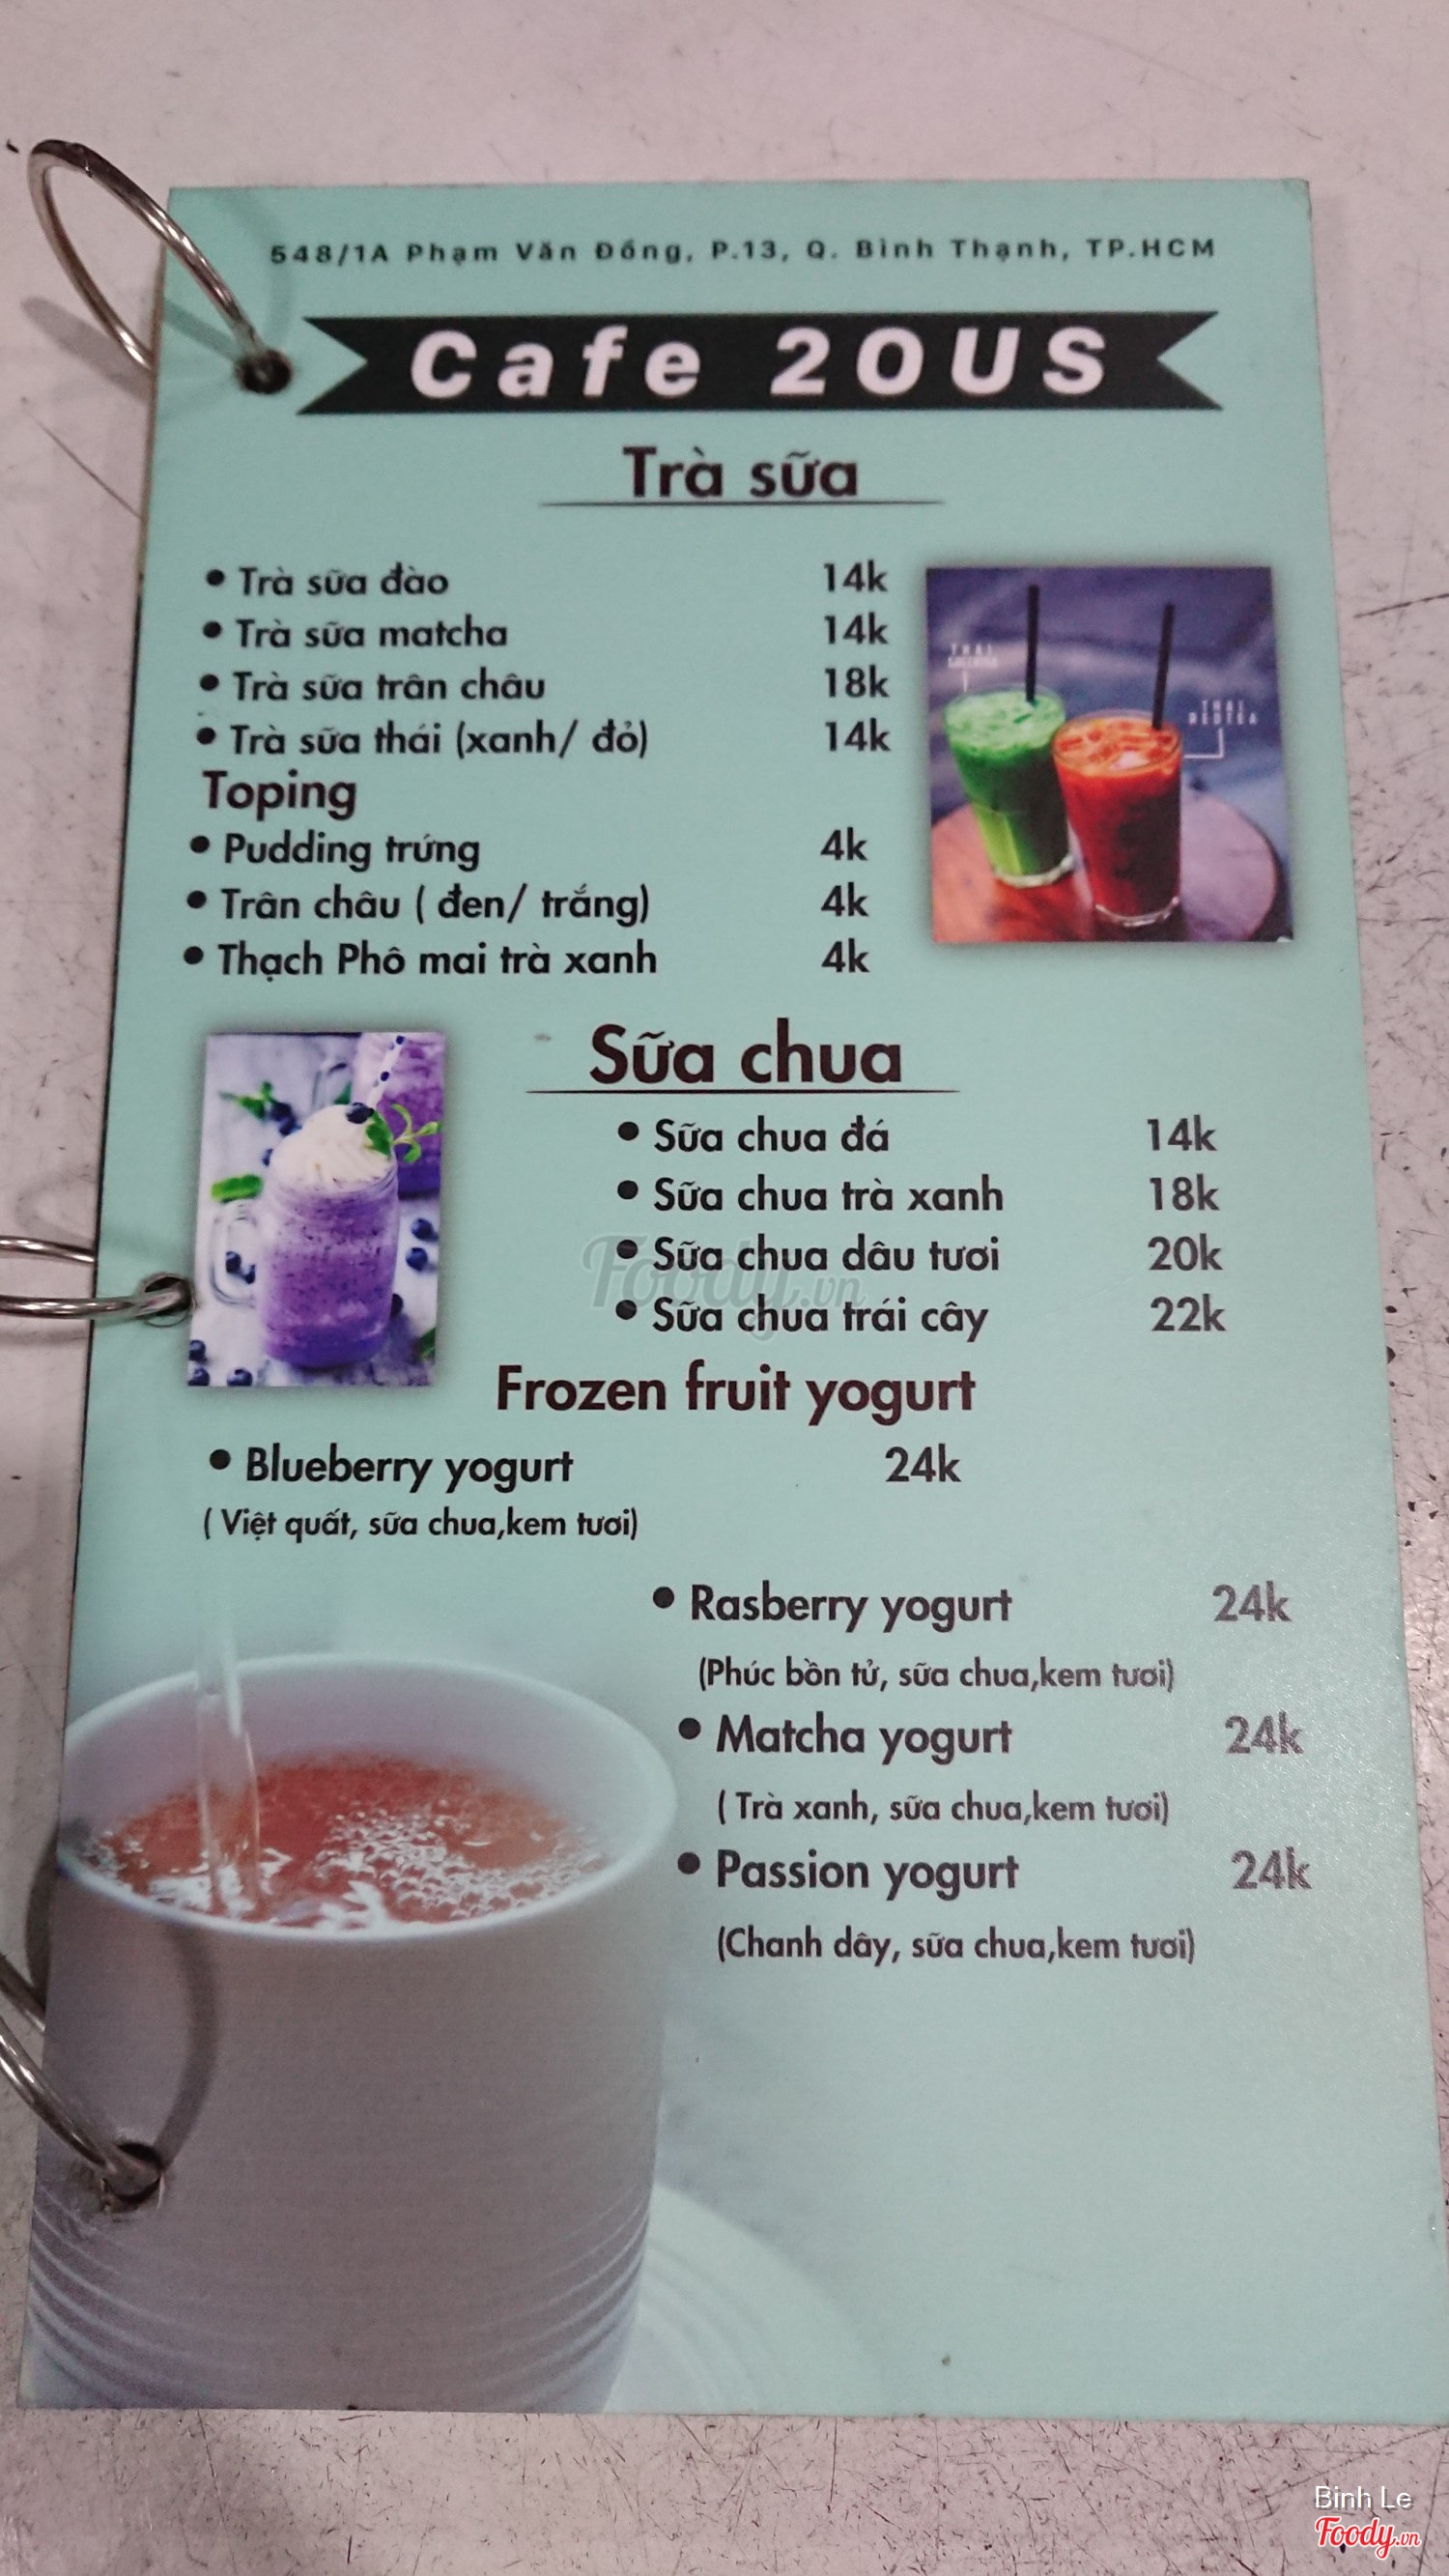 548/1A Phạm Văn Đồng, P.13, Q. Bình Thạnh, TP.HCM
Cafe 2OUS
Trà sữa
• Trà sữa đào 14k
• Trà sữa matcha 14k
• Trà sữa trân châu 18k
• Trà sữa thái (xanh/ đỏ) 14k
THAI
REDTEA
Toping
• Pudding trứng 4k
• Trân châu ( đen/ trắng) 4k
• Thạch Phô mai trà xanh 4k
Sữa chua
• Sữa chua đá 14k
• Sữa chua trà xanh 18k
• Sữa chua dâu tươi 20k
Foody.vn
• Sữa chua trái cây 22k
Frozen fruit yogurt
• Blueberry yogurt 24k
( Việt quất, sữa chua,kem tươi)
• Rasberry yogurt 24k
(Phúc bồn tử, sữa chua,kem tươi)
• Matcha yogurt 24k
( Trà xanh, sữa chua,kem tươi)
• Passion yogurt 24k
(Chanh dây, sữa chua,kem tươi)
Binh Le
Foody.vn